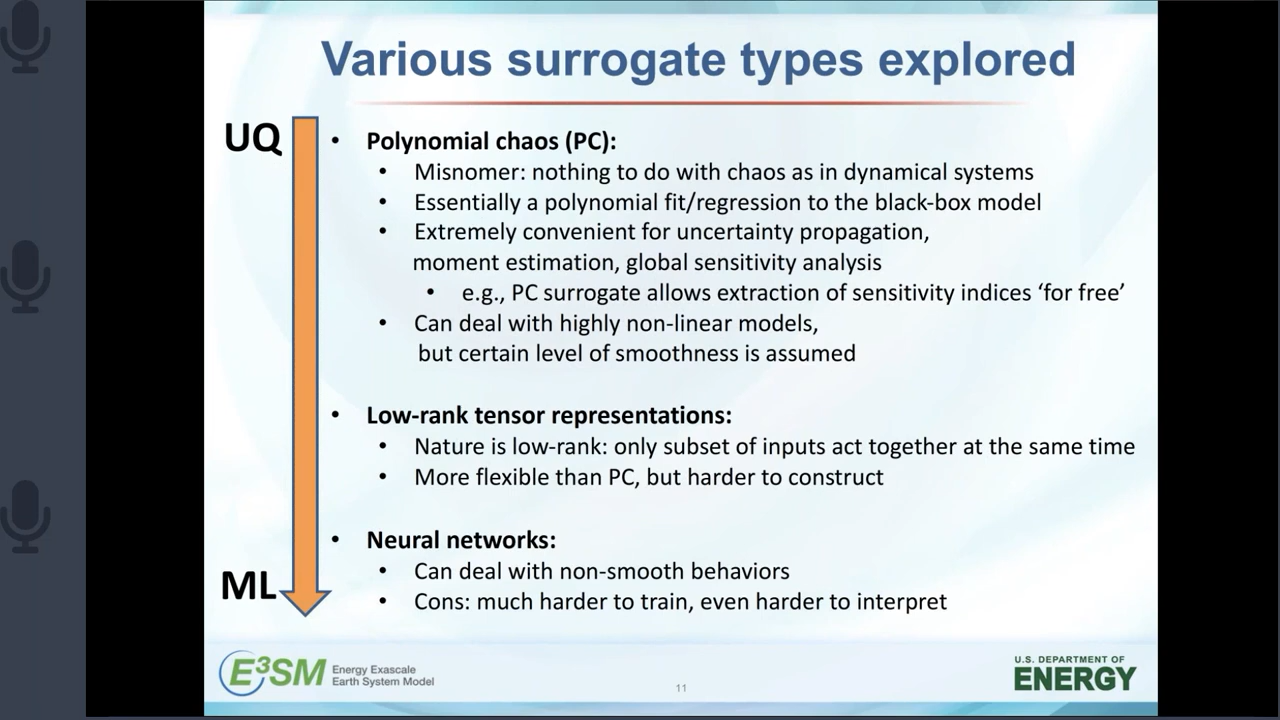 Various surrogate types explored
UQ
• Polynomial chaos (PC):
• Misnomer: nothing to do with chaos as in dynamical systems
• Essentially a polynomial fit/regression to the black-box model
• Extremely convenient for uncertainty propagation,
moment estimation, global sensitivity analysis
• e.g., PC surrogate allows extraction of sensitivity indices ‘for free’
• Can deal with highly non-linear models,
but certain level of smoothness is assumed
• Low-rank tensor representations:
• Nature is low-rank: only subset of inputs act together at the same time
• More flexible than PC, but harder to construct
• Neural networks:
• Can deal with non-smooth behaviors
ML
• Cons: much harder to train, even harder to interpret
E³SM
Energy Exascale
Earth System Model
11
U.S. DEPARTMENT OF
ENERGY